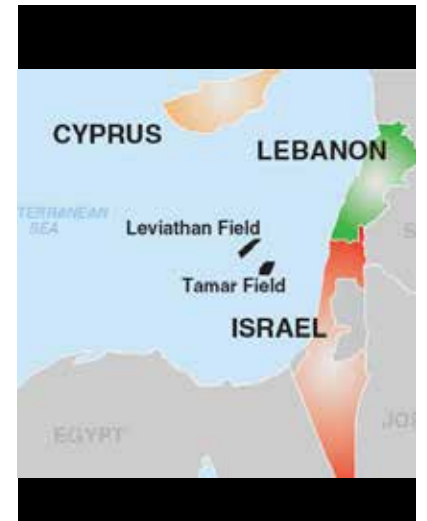 CYPRUS
LEBANON
TERRANEAN
SEA
Leviathan Field
S
Tamar Field
ISRAEL
EGYPT
JO